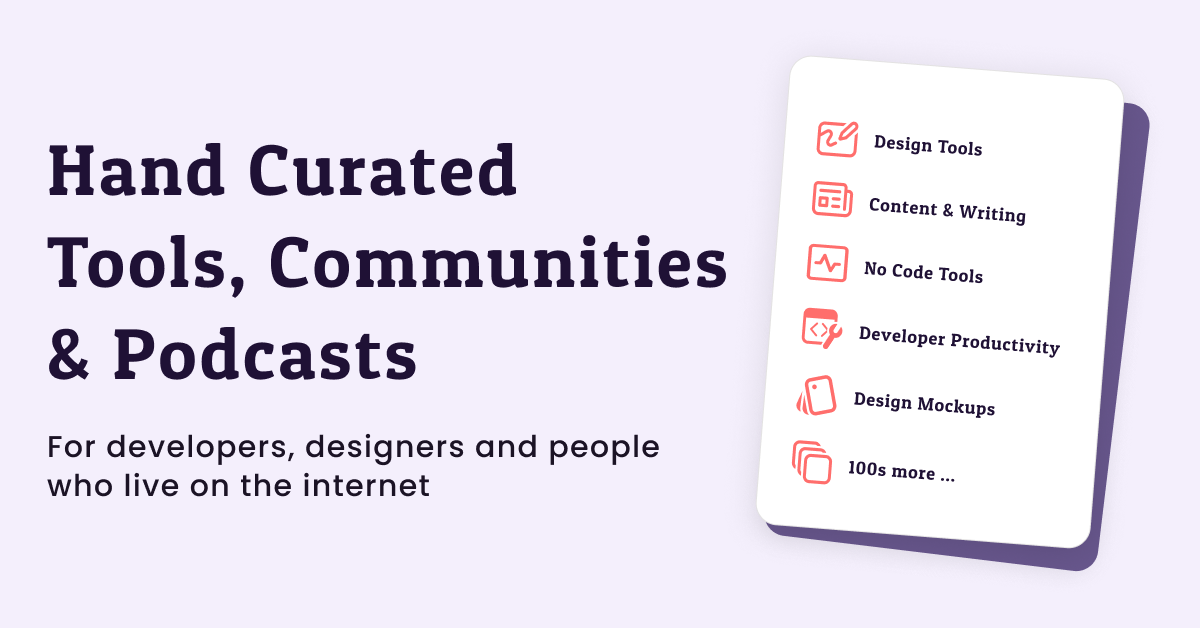 Hand Curated
Tools, Communities
& Podcasts
For developers, designers and people
who live on the internet
Design Tools
Content & Writing
No Code Tools
Developer Productivity
Design Mockups
100s more ...